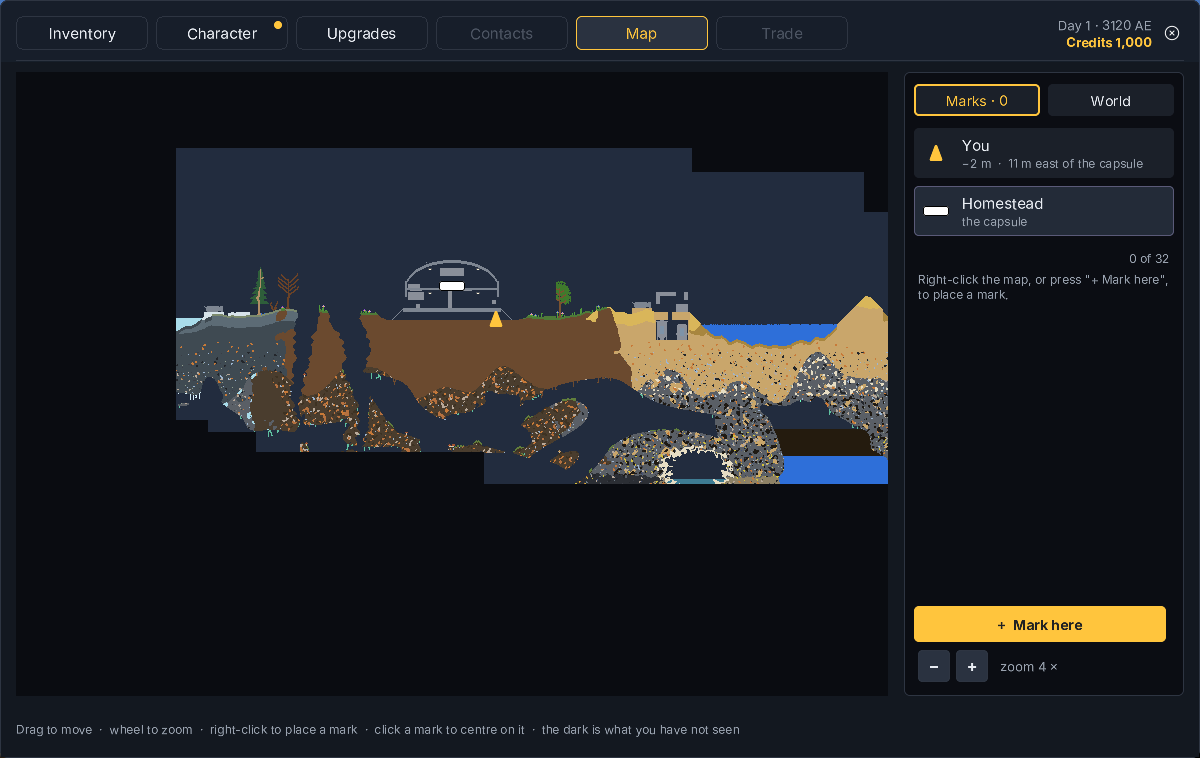 Inventory
Character
Upgrades
Contacts
Map
Trade
Day 1 · 3120 AE
Credits 1,000
Marks · 0
World
You
−2 m · 11 m east of the capsule
Homestead
the capsule
0 of 32
Right-click the map, or press "+ Mark here",
to place a mark.
+ Mark here
− + zoom 4 ×
Drag to move · wheel to zoom · right-click to place a mark · click a mark to centre on it · the dark is what you have not seen